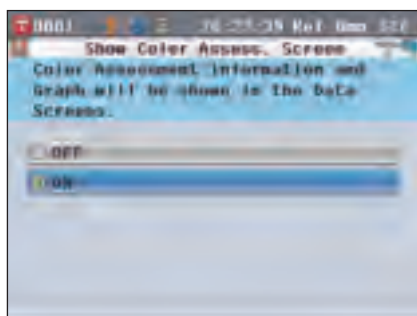 Show Color Assess. Screen
Color Assessment information and
Graph will be shown in the Data
Screens.
OFF
ON